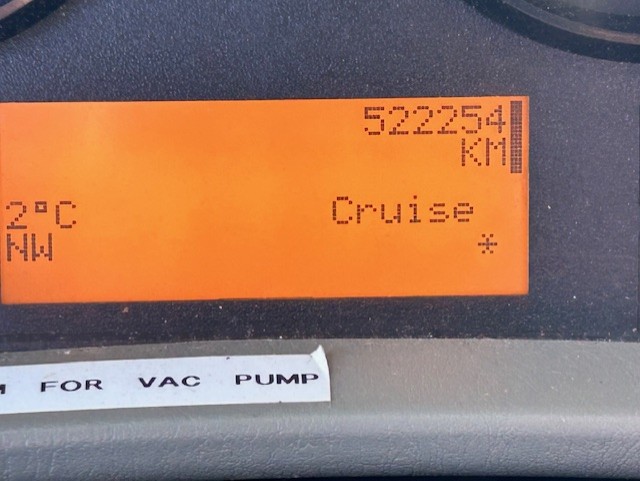 522254
KM
2°C Cruise
NW *
FOR VAC PUMP